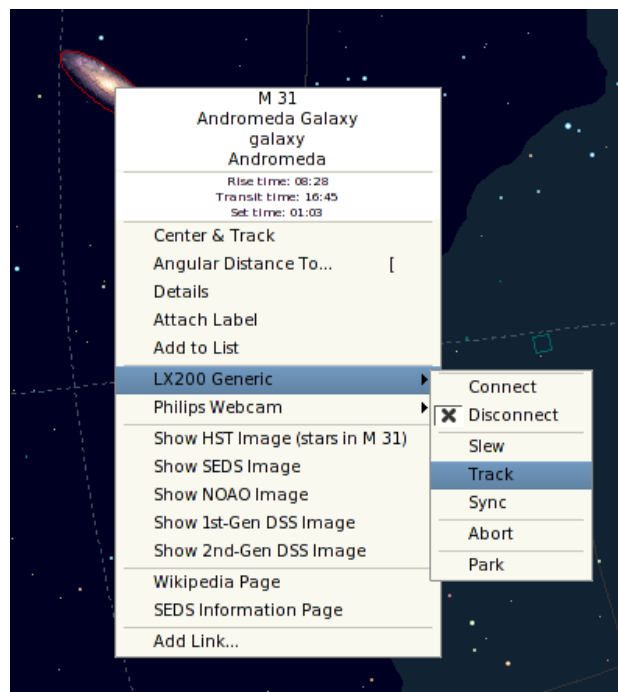 M 31
Andromeda Galaxy
galaxy
Andromeda
Rise time: 08:28
Transit time: 16:45
Set time: 01:03
Center & Track
Angular Distance To... [
Details
Attach Label
Add to List
LX200 Generic
Philips Webcam
Show HST Image (stars in M 31)
Show SEDS Image
Show NOAO Image
Show 1st-Gen DSS Image
Show 2nd-Gen DSS Image
Wikipedia Page
SEDS Information Page
Add Link...
Connect
Disconnect
Slew
Track
Sync
Abort
Park